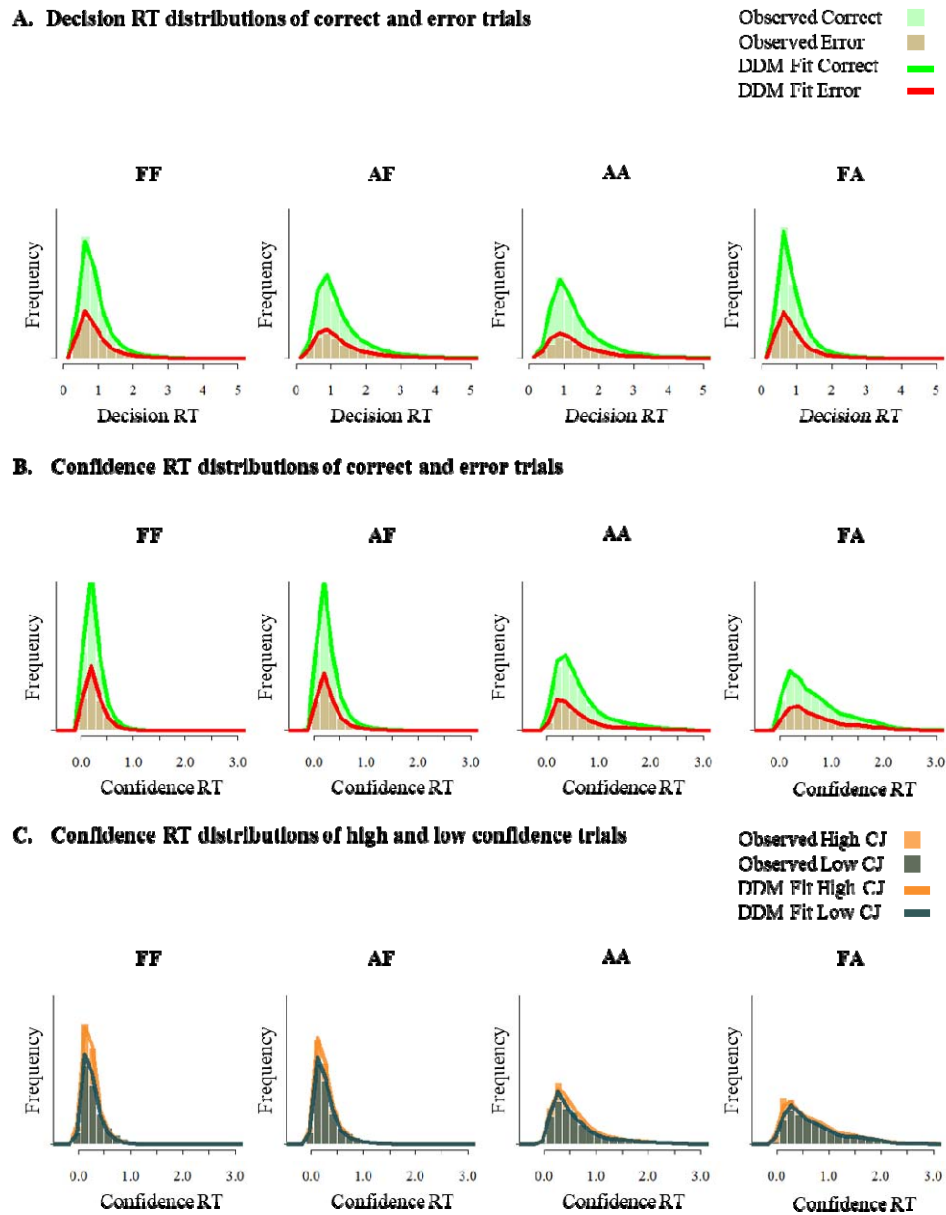 A. Decision RT distributions of correct and error trials
Observed Correct
Observed Error
DDM Fit Correct
DDM Fit Error
FF AF AA FA
Frequency Frequency Frequency Frequency
0 1 2 3 4 5 0 1 2 3 4 5 0 1 2 3 4 5 0 1 2 3 4 5
Decision RT Decision RT Decision RT Decision RT
B. Confidence RT distributions of correct and error trials
FF AF AA FA
Frequency Frequency Frequency Frequency
0.0 1.0 2.0 3.0 0.0 1.0 2.0 3.0 0.0 1.0 2.0 3.0 0.0 1.0 2.0 3.0
Confidence RT Confidence RT Confidence RT Confidence RT
C. Confidence RT distributions of high and low confidence trials
Observed High CJ
Observed Low CJ
DDM Fit High CJ
DDM Fit Low CJ
FF AF AA FA
Frequency Frequency Frequency Frequency
0.0 1.0 2.0 3.0 0.0 1.0 2.0 3.0 0.0 1.0 2.0 3.0 0.0 1.0 2.0 3.0
Confidence RT Confidence RT Confidence RT Confidence RT